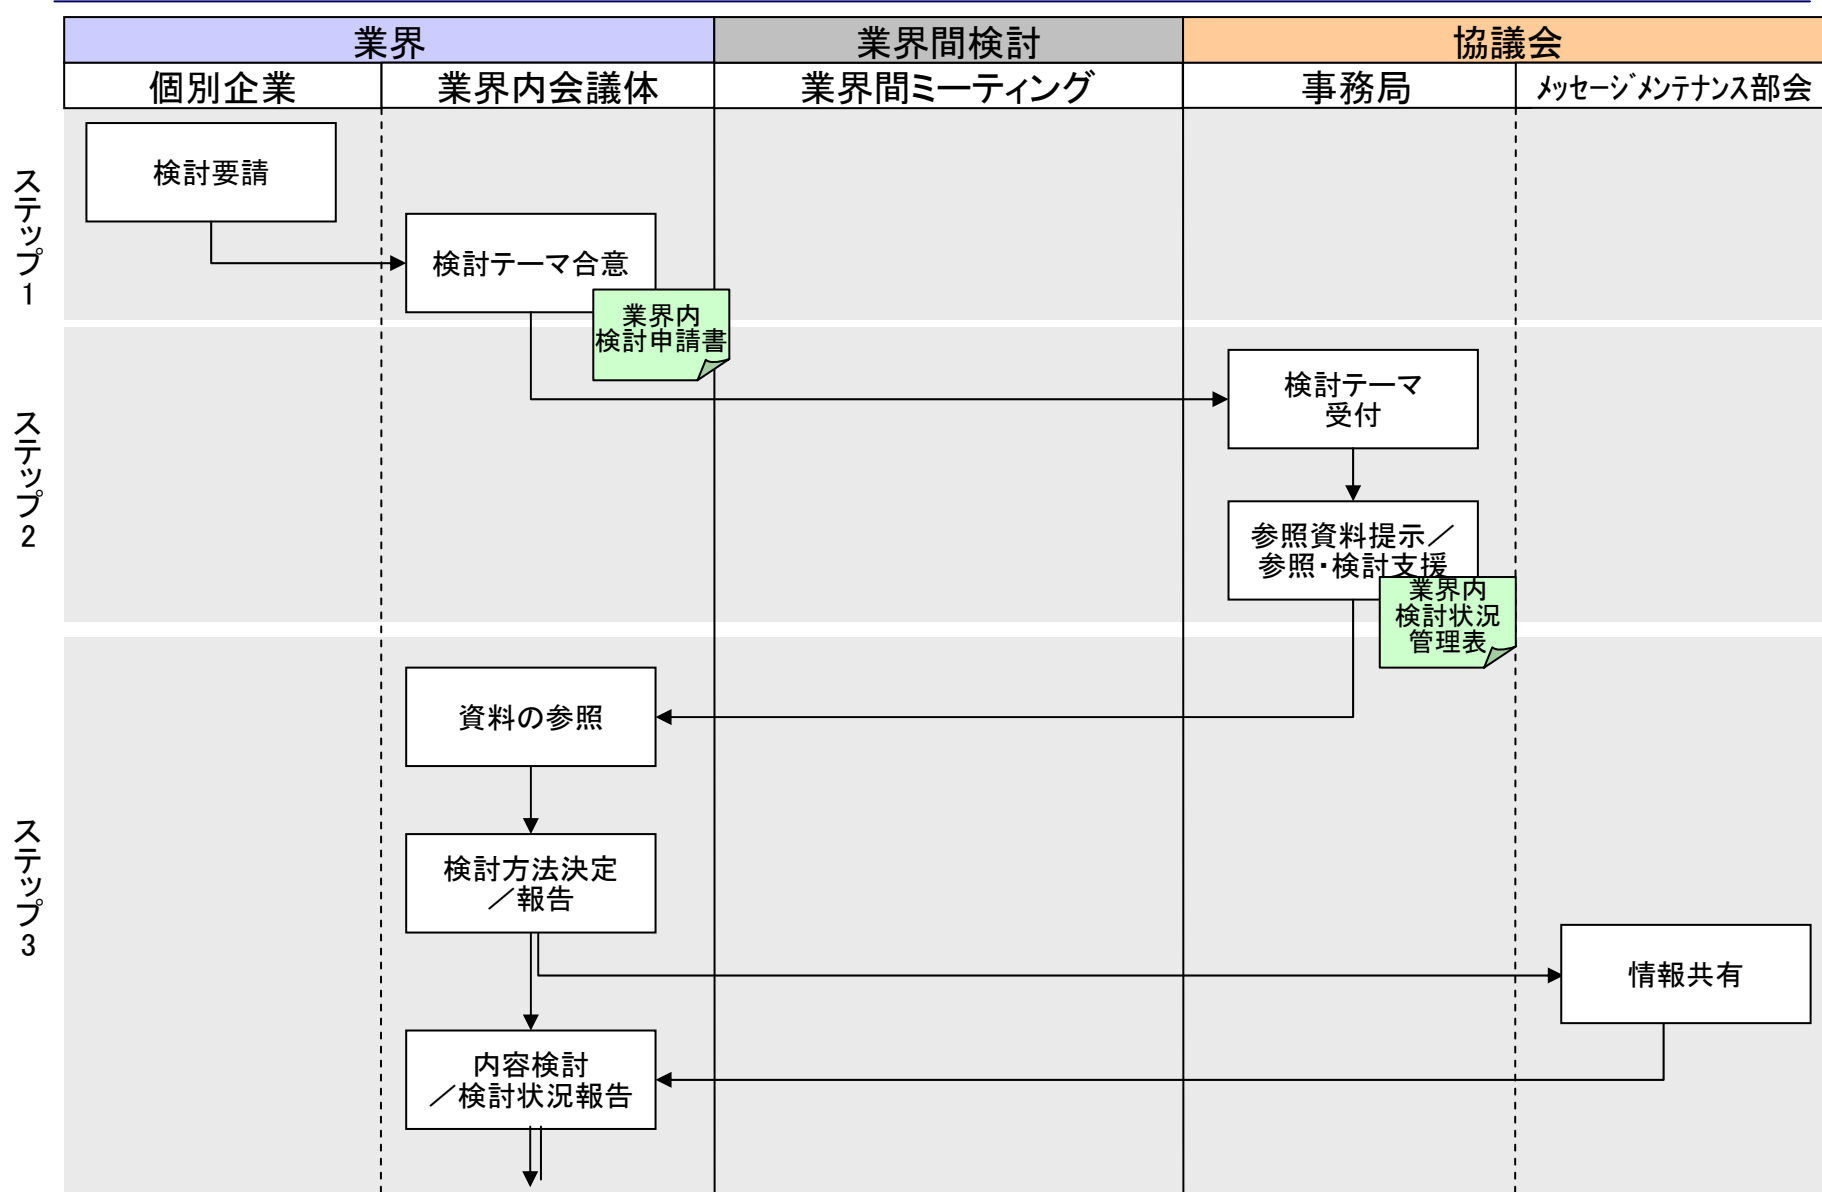 業界
業界間検討
協議会
個別企業
業界内会議体
業界間ミーティング
事務局
ﾒｯｾｰｼﾞﾒﾝﾃﾅﾝｽ部会
ステップ1
検討要請
検討テーマ合意
業界内
検討申請書
ステップ2
検討テーマ
受付
参照資料提示／
参照・検討支援
業界内
検討状況
管理表
ステップ3
資料の参照
検討方法決定
／報告
情報共有
内容検討
／検討状況報告